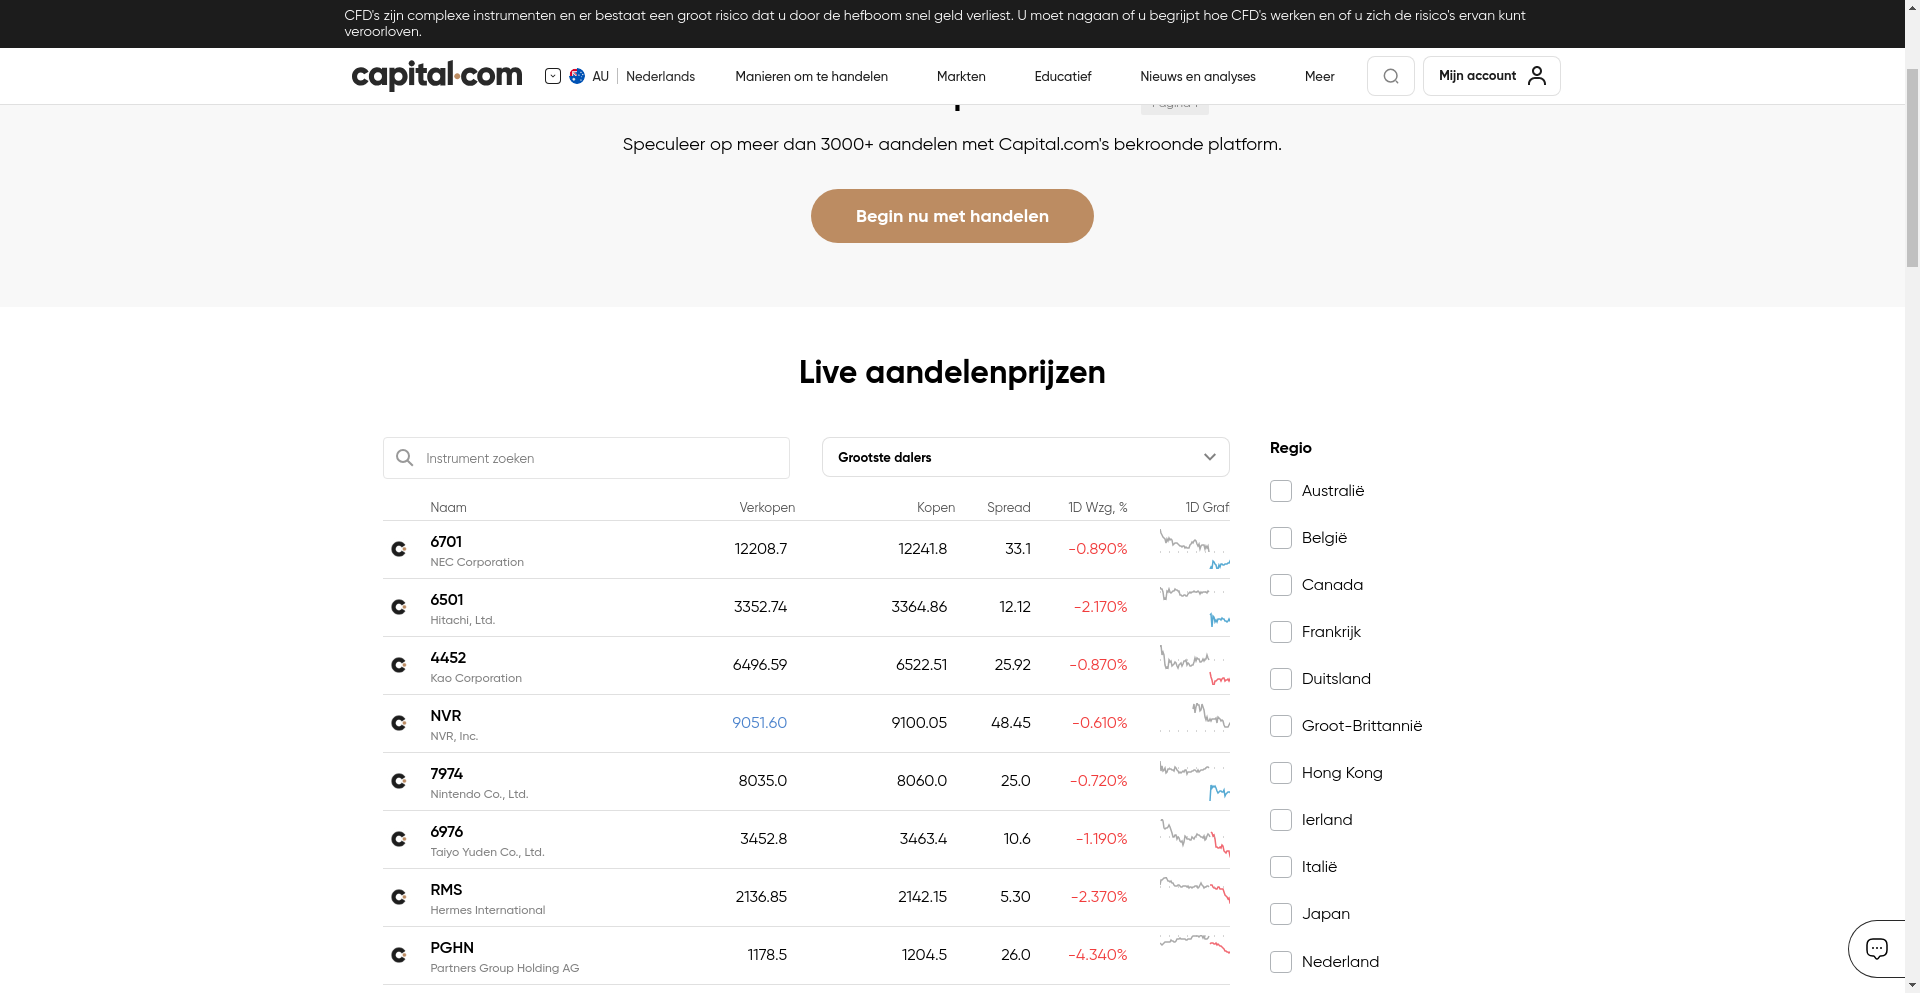 CFD's zijn complexe instrumenten en er bestaat een groot risico dat u door de hefboom snel geld verliest. U moet nagaan of u begrijpt hoe CFD's werken en of u zich de risico's ervan kunt
veroorloven.
capital.com AU Nederlands Manieren om te handelen Markten Educatief Nieuws en analyses Meer Mijn account
Speculeer op meer dan 3000+ aandelen met Capital.com's bekroonde platform.
Begin nu met handelen
Live aandelenprijzen
Instrument zoeken
Grootste dalers
Naam Verkopen Kopen Spread 1D Wzg, % 1D Graf
6701 12208.7 12241.8 33.1 -0.890%
NEC Corporation
6501 3352.74 3364.86 12.12 -2.170%
Hitachi, Ltd.
4452 6496.59 6522.51 25.92 -0.870%
Kao Corporation
NVR 9051.60 9100.05 48.45 -0.610%
NVR, Inc.
7974 8035.0 8060.0 25.0 -0.720%
Nintendo Co., Ltd.
6976 3452.8 3463.4 10.6 -1.190%
Taiyo Yuden Co., Ltd.
RMS 2136.85 2142.15 5.30 -2.370%
Hermes International
PGHN 1178.5 1204.5 26.0 -4.340%
Partners Group Holding AG
Regio
Australië
België
Canada
Frankrijk
Duitsland
Groot-Brittannië
Hong Kong
Ierland
Italië
Japan
Nederland